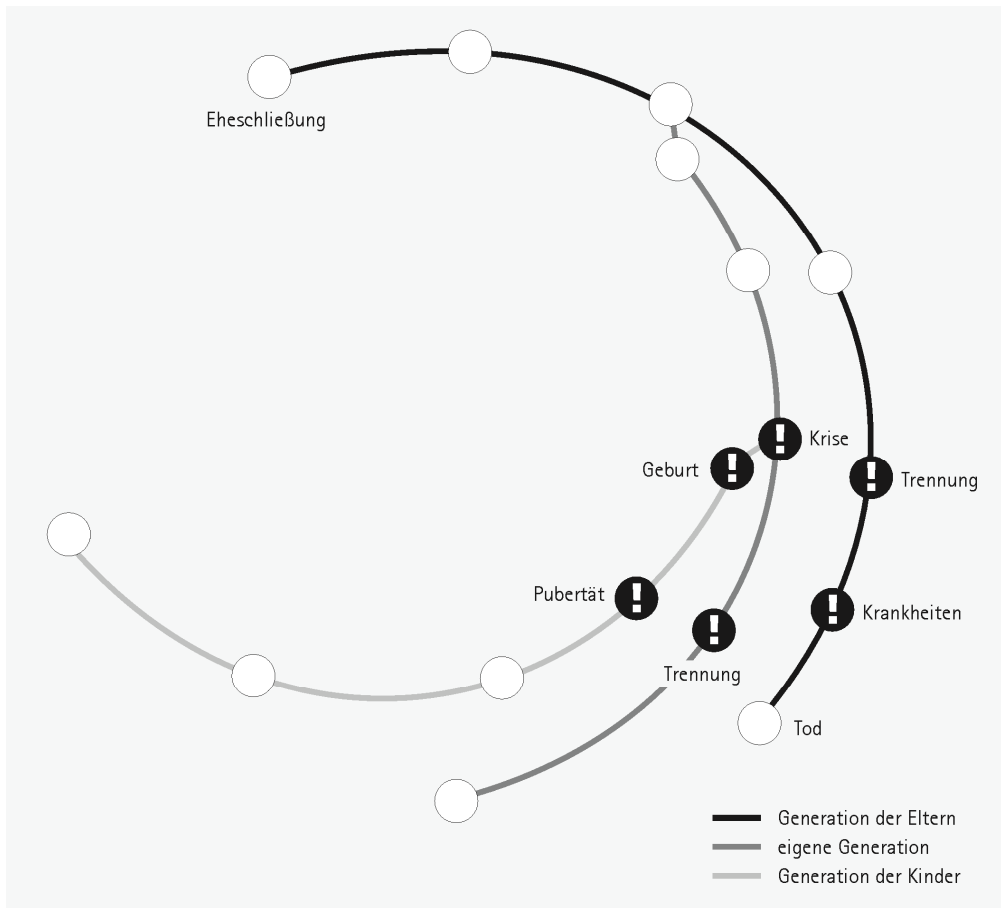 Eheschließung
!
Krise
Geburt
!
!
Trennung
Pubertät
!
!
Krankheiten
!
Trennung
Tod
Generation der Eltern
eigene Generation
Generation der Kinder